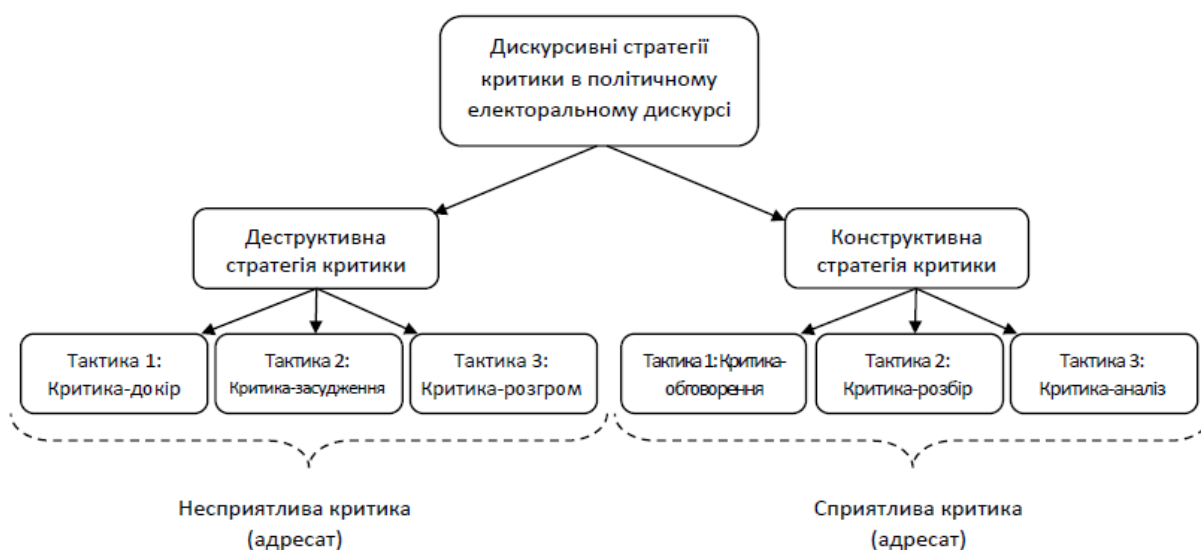 Дискурсивні стратегії
критики в політичному
електоральному дискурсі
Деструктивна
стратегія критики
Конструктивна
стратегія критики
Тактика 1:
Критика-докір
Тактика 2:
Критика-засудження
Тактика 3:
Критика-розгром
Тактика 1: Критика-
обговорення
Тактика 2:
Критика-розбір
Тактика 3:
Критика-аналіз
Несприятлива критика
(адресат)
Сприятлива критика
(адресат)